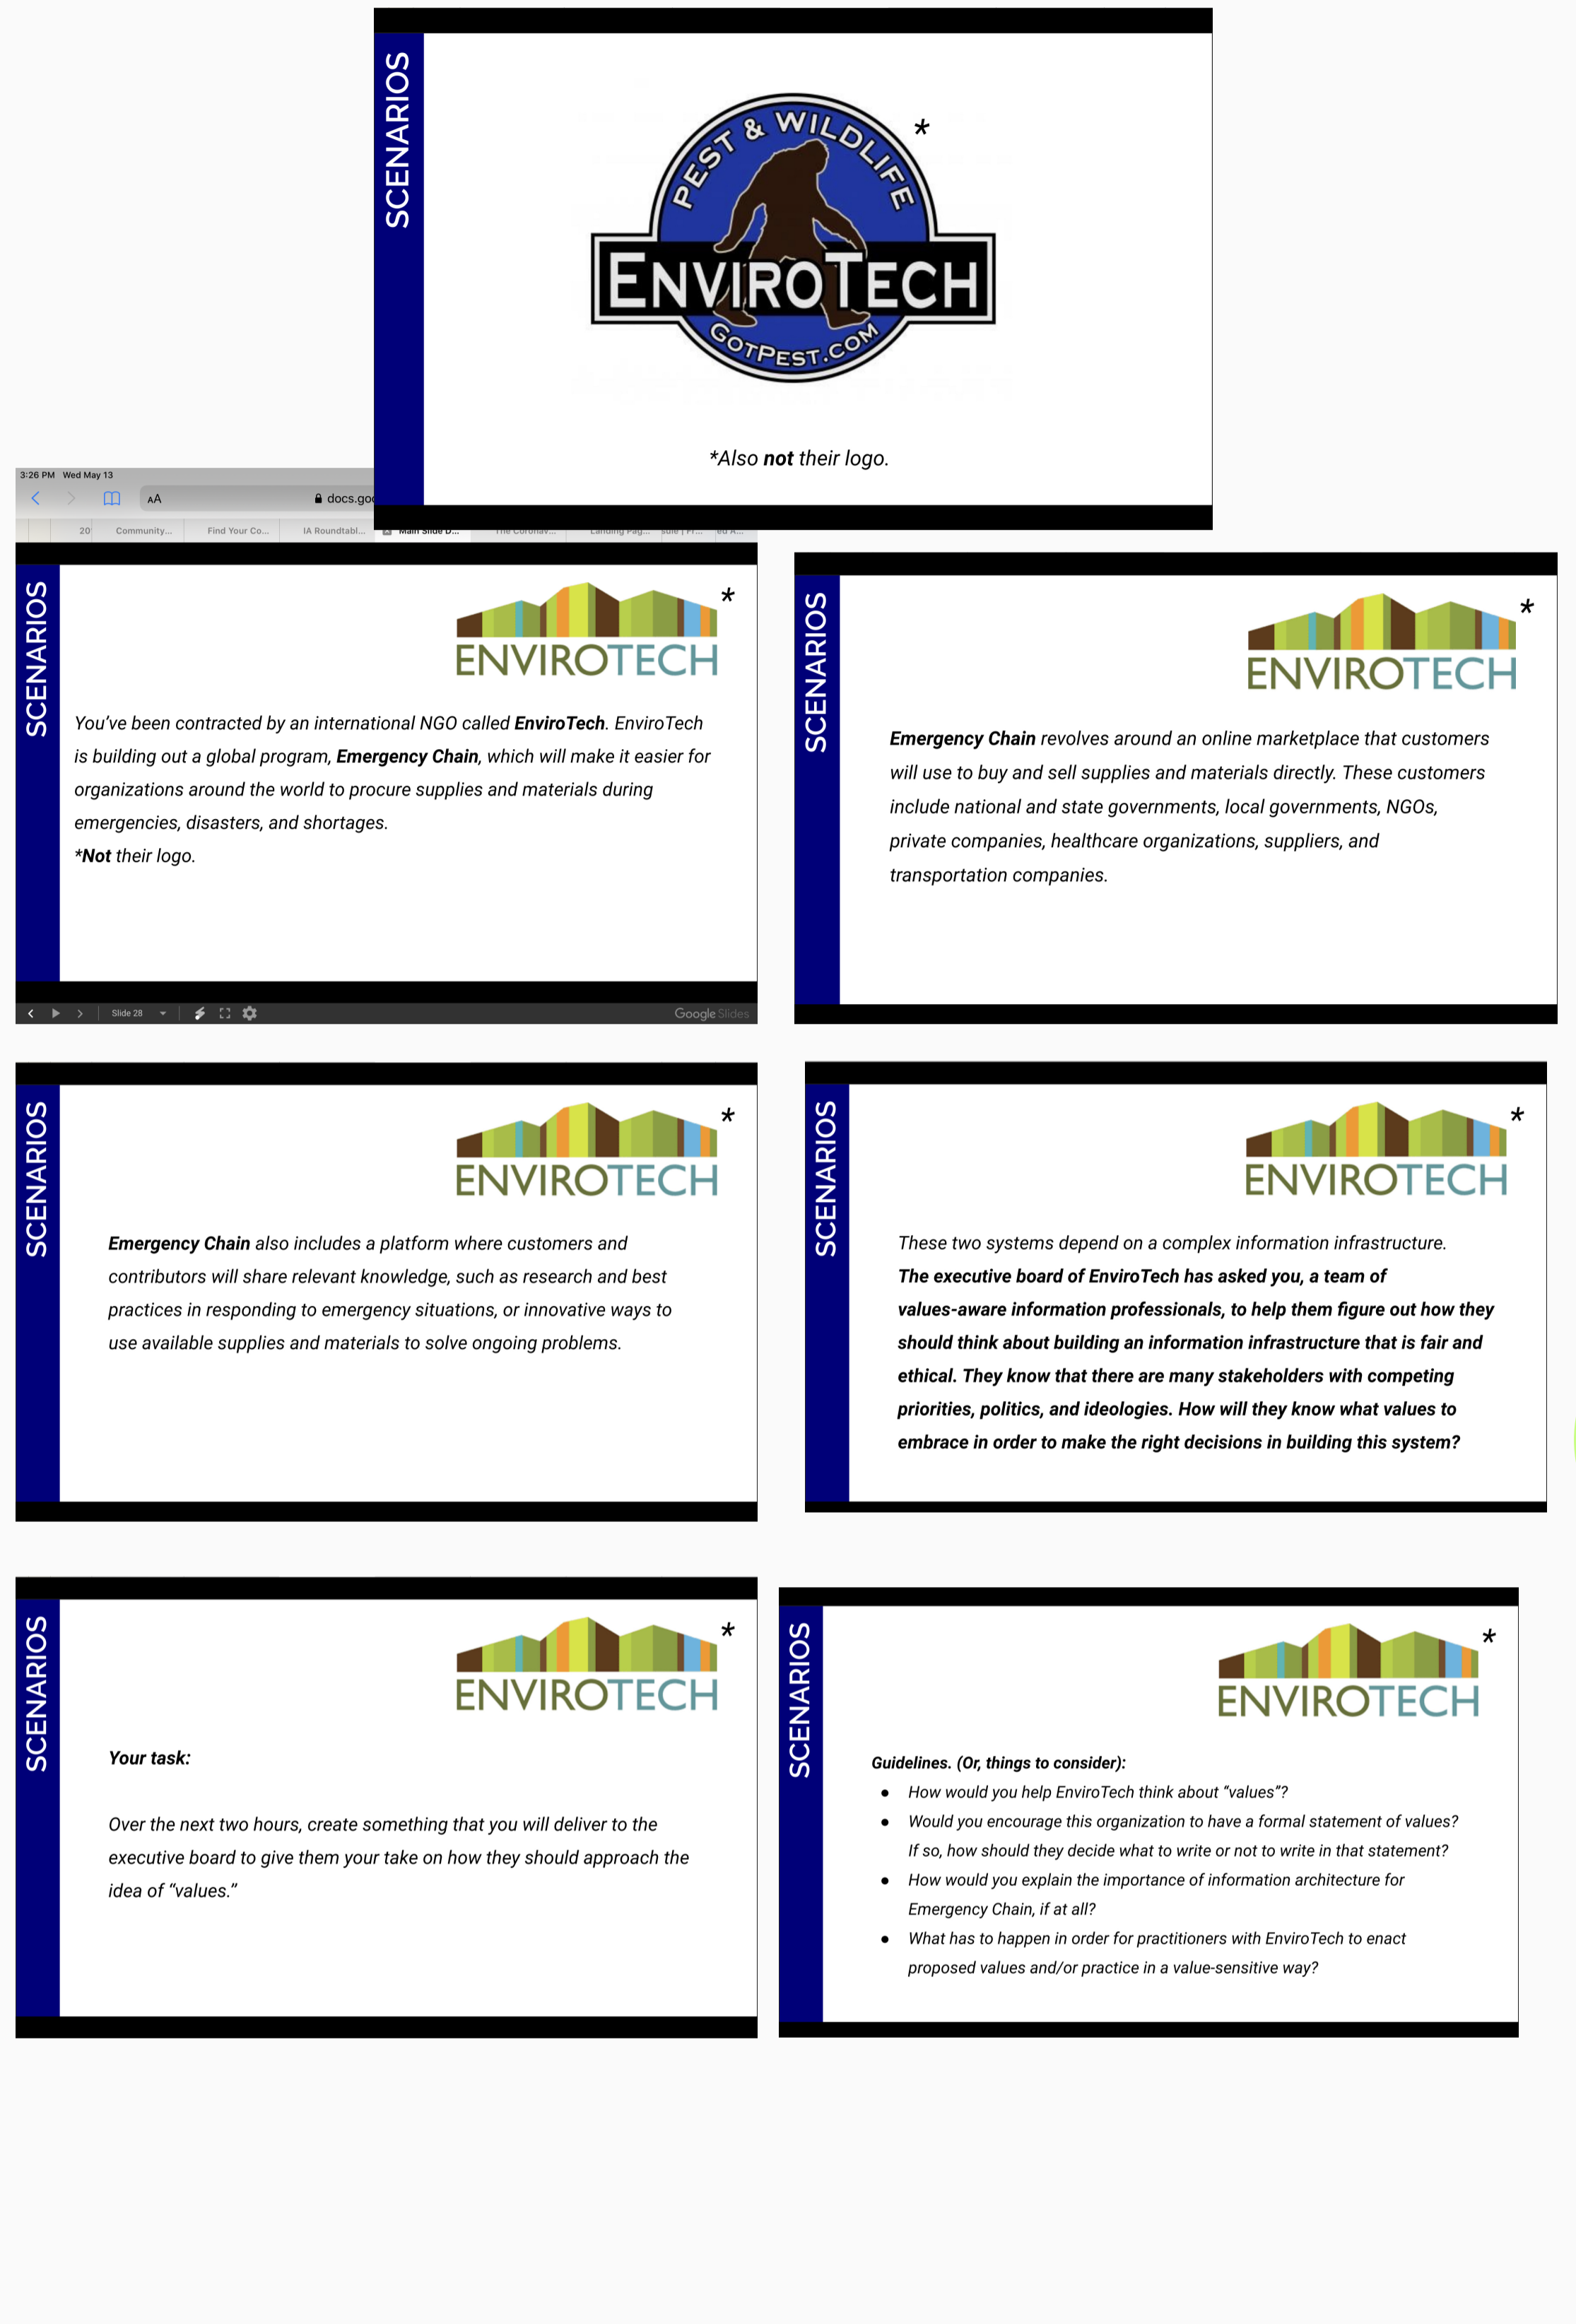 SCENARIOS
PEST & WILDLIFE
*
ENVIROTECH
GOTPEST.COM
*Also not their logo.
3:26 PM Wed May 13
AA
docs.goo
20
Community...
Find Your Co...
IA Roundtabl...
Main Slide D...
The Coronav...
Landing Pag...
SCENARIOS
*
ENVIROTECH
You've been contracted by an international NGO called EnviroTech. EnviroTech
is building out a global program, Emergency Chain, which will make it easier for
organizations around the world to procure supplies and materials during
emergencies, disasters, and shortages.
*Not their logo.
Slide 28
Google Slides
SCENARIOS
*
ENVIROTECH
Emergency Chain revolves around an online marketplace that customers
will use to buy and sell supplies and materials directly. These customers
include national and state governments, local governments, NGOs,
private companies, healthcare organizations, suppliers, and
transportation companies.
SCENARIOS
*
ENVIROTECH
Emergency Chain also includes a platform where customers and
contributors will share relevant knowledge, such as research and best
practices in responding to emergency situations, or innovative ways to
use available supplies and materials to solve ongoing problems.
SCENARIOS
*
ENVIROTECH
These two systems depend on a complex information infrastructure.
The executive board of EnviroTech has asked you, a team of
values-aware information professionals, to help them figure out how they
should think about building an information infrastructure that is fair and
ethical. They know that there are many stakeholders with competing
priorities, politics, and ideologies. How will they know what values to
embrace in order to make the right decisions in building this system?
SCENARIOS
*
ENVIROTECH
Your task:
Over the next two hours, create something that you will deliver to the
executive board to give them your take on how they should approach the
idea of “values.”
SCENARIOS
*
ENVIROTECH
Guidelines. (Or, things to consider):
● How would you help EnviroTech think about “values”?
● Would you encourage this organization to have a formal statement of values?
If so, how should they decide what to write or not to write in that statement?
● How would you explain the importance of information architecture for
Emergency Chain, if at all?
● What has to happen in order for practitioners with EnviroTech to enact
proposed values and/or practice in a value-sensitive way?